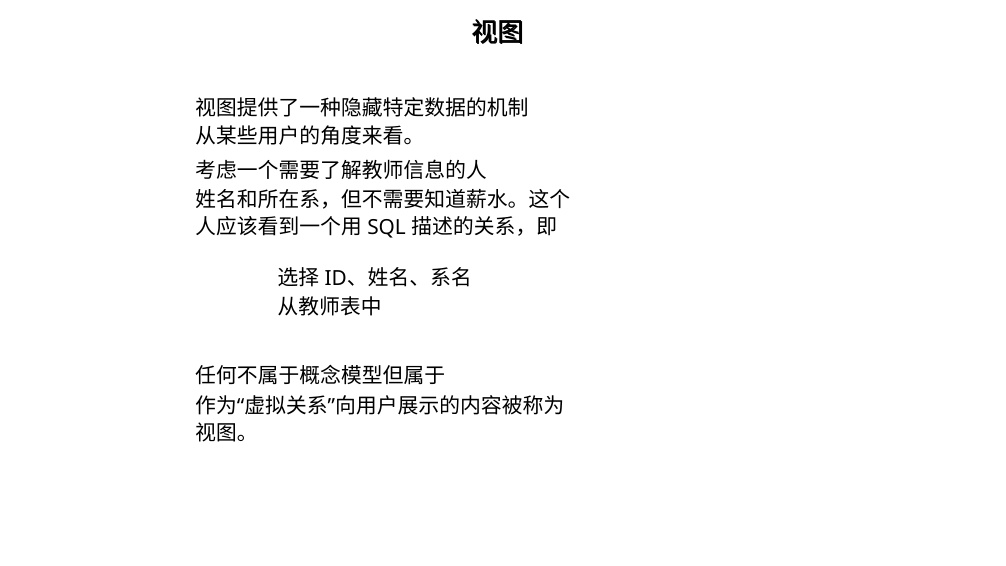 视图
视图提供了一种隐藏特定数据的机制
从某些用户的角度来看。
考虑一个需要了解教师信息的人
姓名和所在系，但不需要知道薪水。这个
人应该看到一个用 SQL 描述的关系，即
选择 ID、姓名、系名
从教师表中
任何不属于概念模型但属于
作为“虚拟关系”向用户展示的内容被称为
视图。